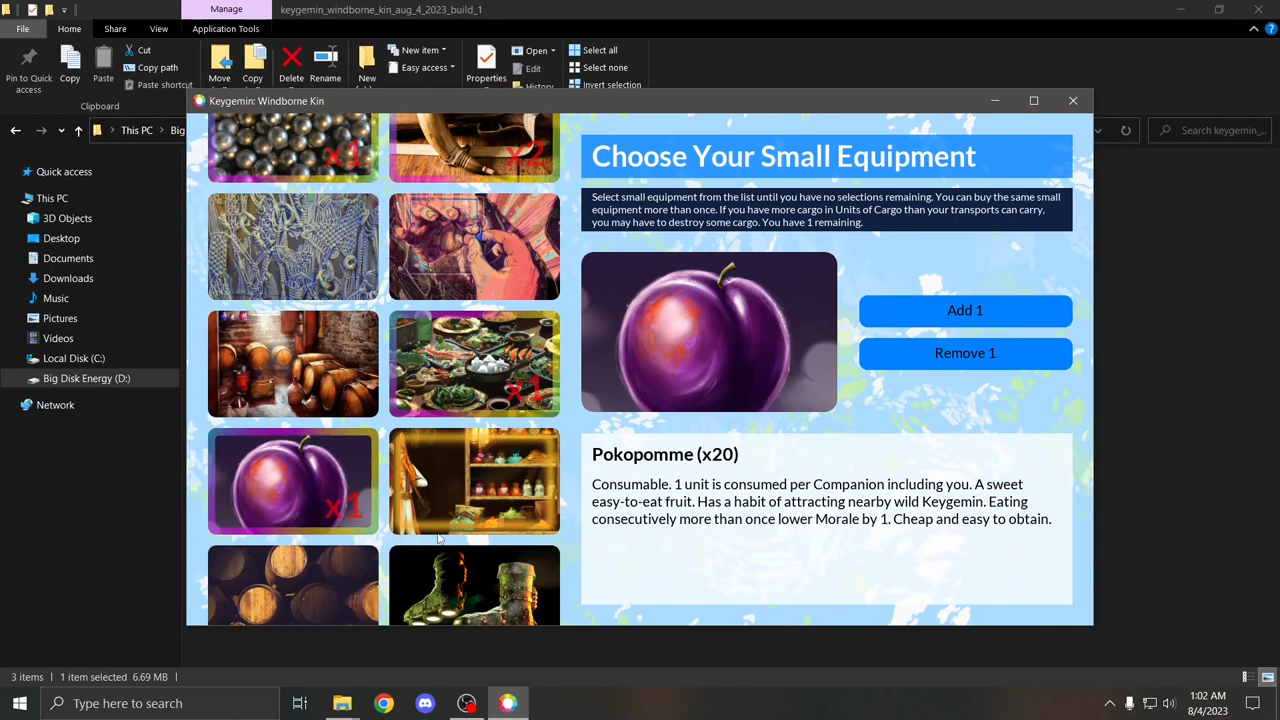 Manage
keygemin_windborne_kin_aug_4_2023_build_1
File
Home
Share
View
Application Tools
Pin to Quick access
Copy
Paste
Cut
Copy path
Paste shortcut
Move
Copy
Delete
Rename
New
New item
Easy access
Properties
Open
Edit
History
Select all
Select none
Invert selection
Clipboard
This PC
Big
Search keygemin_...
Quick access
This PC
3D Objects
Desktop
Documents
Downloads
Music
Pictures
Videos
Local Disk (C:)
Big Disk Energy (D:)
Network
Keygemin: Windborne Kin
x1
x2
x1
x1
Choose Your Small Equipment
Select small equipment from the list until you have no selections remaining. You can buy the same small
equipment more than once. If you have more cargo in Units of Cargo than your transports can carry,
you may have to destroy some cargo. You have 1 remaining.
Add 1
Remove 1
Pokopomme (x20)
Consumable. 1 unit is consumed per Companion including you. A sweet
easy-to-eat fruit. Has a habit of attracting nearby wild Keygemin. Eating
consecutively more than once lower Morale by 1. Cheap and easy to obtain.
3 items
1 item selected 6.69 MB
Type here to search
1:02 AM
8/4/2023